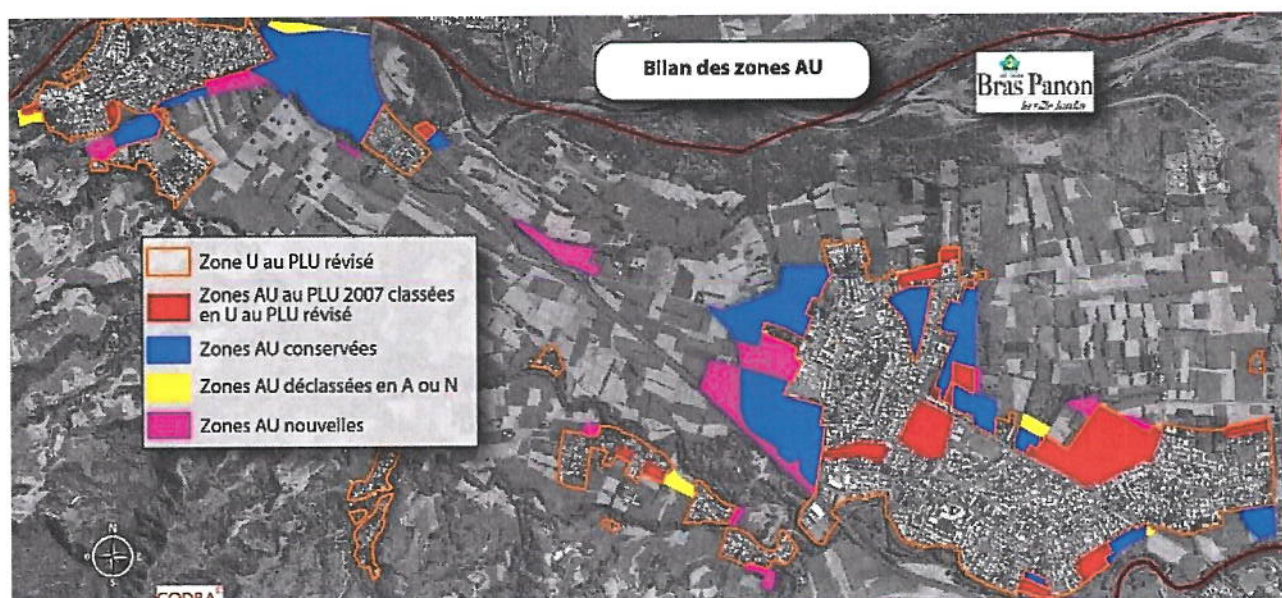 Bilan des zones AU
Bras Panon
Zone U au PLU révisé
Zones AU au PLU 2007 classées
en U au PLU révisé
Zones AU conservées
Zones AU déclassées en A ou N
Zones AU nouvelles
N
E
S
CODRA